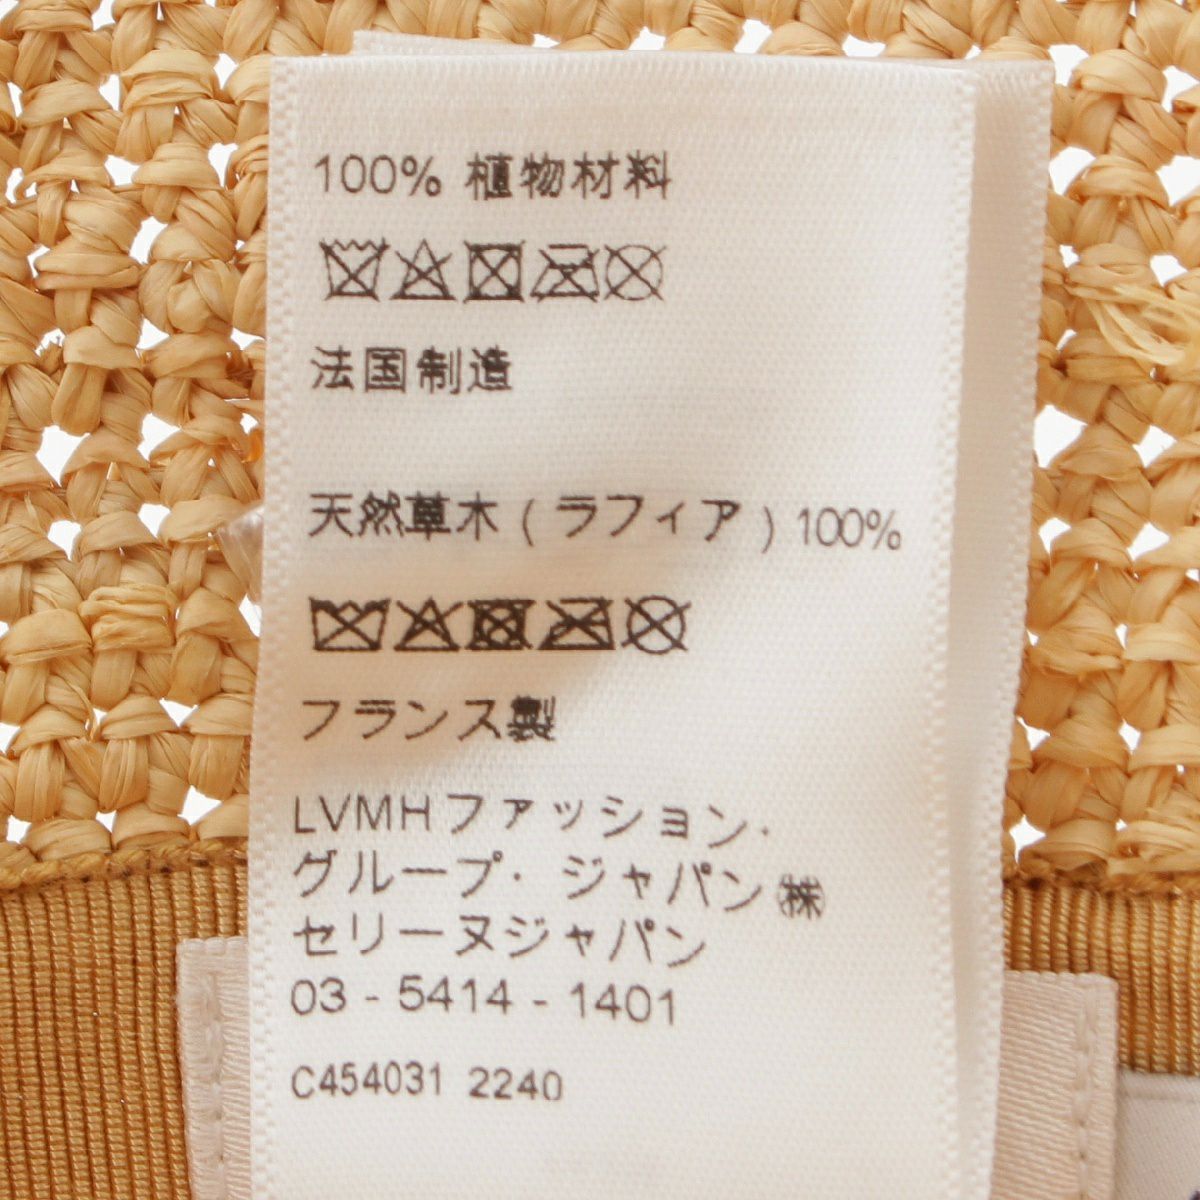 100% 植物材料
法国制造
天然草木 ( ラフィア ) 100%
フランス製
LVMHファッション・
グループ・ジャパン㈱
セリーヌジャパン
03 - 5414 - 1401
C454031 2240